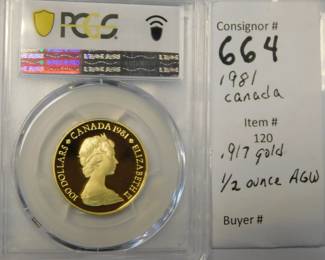 PCGS
100 DOLLARS • CANADA 1981 • ELIZABETH II
Consignor #
664
1981
Canada
Item #
120
.917 gold
1/2 ounce AGW
Buyer #